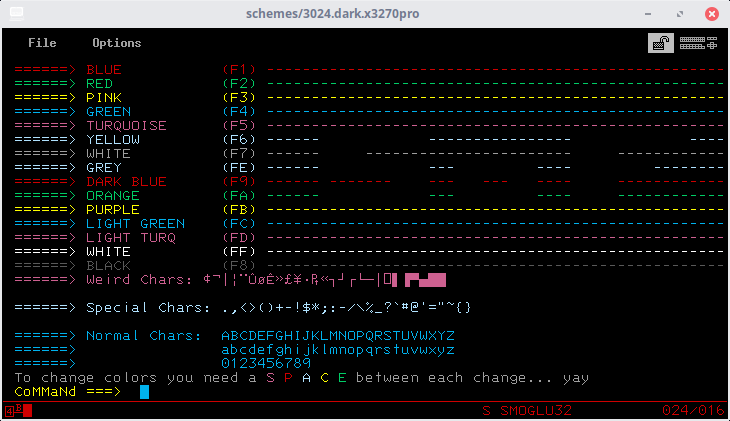 schemes/3024.dark.x3270pro
File Options
======> BLUE (F1) ----------------------------------------------------
======> RED (F2) ----------------------------------------------------
======> PINK (F3) ----------------------------------------------------
======> GREEN (F4) ----------------------------------------------------
======> TURQUOISE (F5) ----------------------------------------------------
======> YELLOW (F6) ------ --- ---------------- ----
======> WHITE (F7) ------ --- --- -------
======> GREY (FE) ------ ---------------- -------
======> DARK BLUE (F9) ------ --- --- -------
======> ORANGE (FA) ------ --- --- -------
======> PURPLE (FB) ------ --- ---------------- ----
======> LIGHT GREEN (FC) ----------------------------------------------------
======> LIGHT TURQ (FD) ----------------------------------------------------
======> WHITE (FF) ----------------------------------------------------
======> BLACK (F8) ----------------------------------------------------
======> Weird Chars:
======> Special Chars: .,<>()+-!$*;:-/\%_?`#@'="~{}
======> Normal Chars: ABCDEFGHIJKLMNOPQRSTUVWXYZ
======> abcdefghijklmnopqrstuvwxyz
======> 0123456789
To change colors you need a S P A C E between each change... yay
CoMMaNd ===>
4 S SMOGLU32 024/016